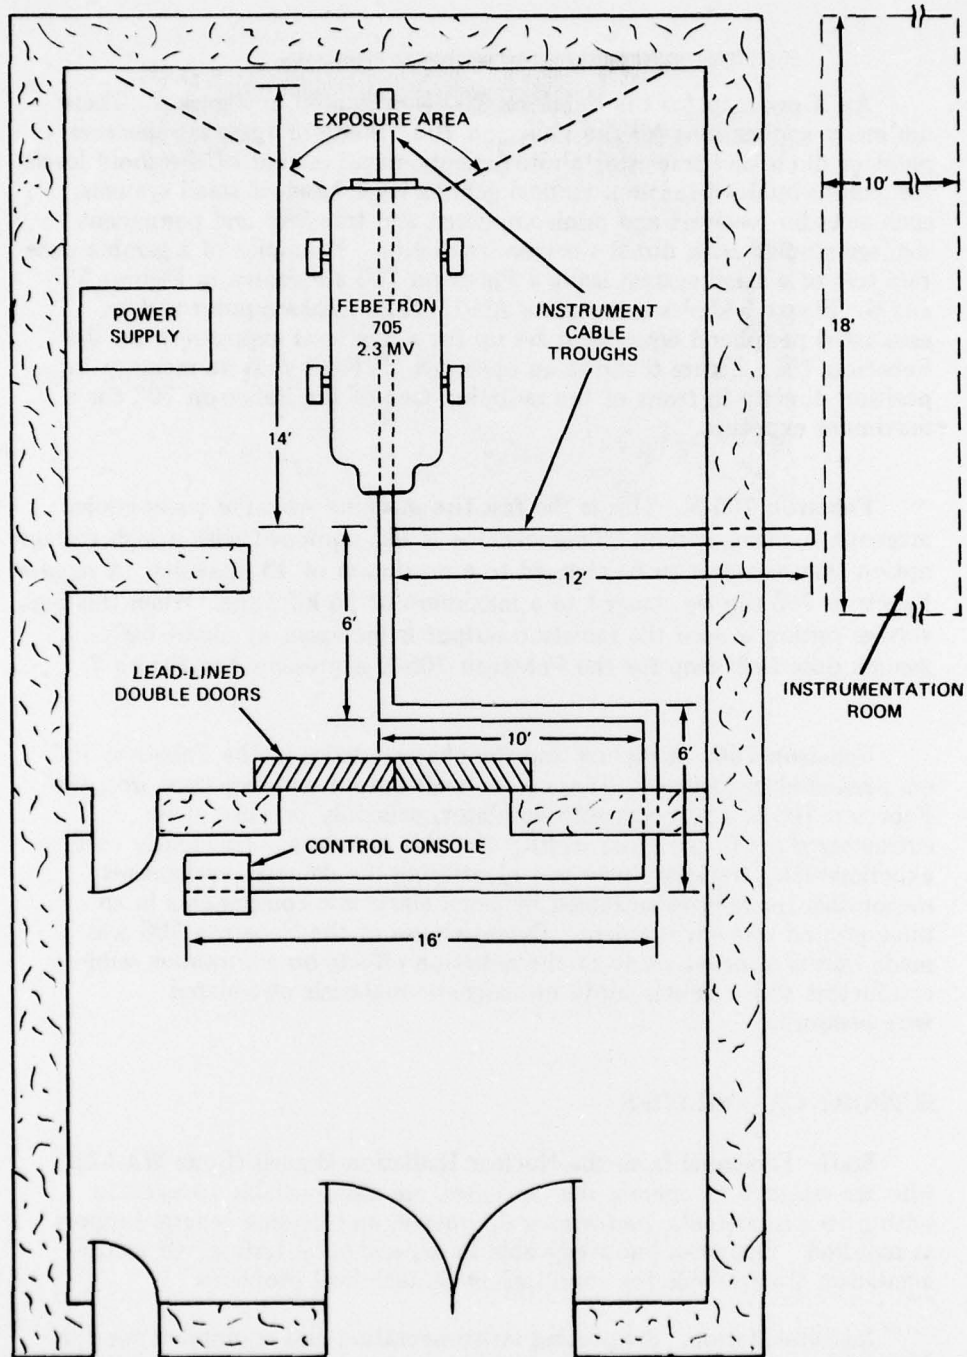 EXPOSURE AREA
10'
POWER
SUPPLY
FEBETRON
705
2.3 MV
INSTRUMENT
CABLE
TROUGHS
18'
14'
12'
6'
INSTRUMENTATION
ROOM
LEAD-LINED
DOUBLE DOORS
10'
6'
CONTROL CONSOLE
16'